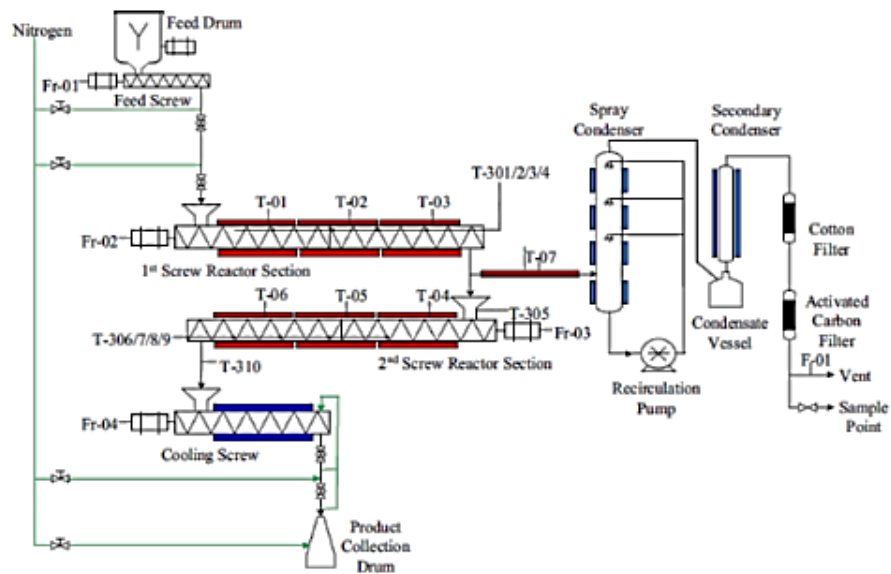 Nitrogen
Feed Drum
Fr-01
Feed Screw
Spray
Condenser
Secondary
Condenser
T-301/2/3/4
T-01
T-02
T-03
Fr-02
1st Screw Reactor Section
T-07
Cotton
Filter
T-06
T-05
T-04
T-305
T-306/7/8/9
Fr-03
2nd Screw Reactor Section
T-310
Condensate
Vessel
Activated
Carbon
Filter
F-01
Vent
Recirculation
Pump
Sample
Point
Fr-04
Cooling Screw
Product
Collection
Drum